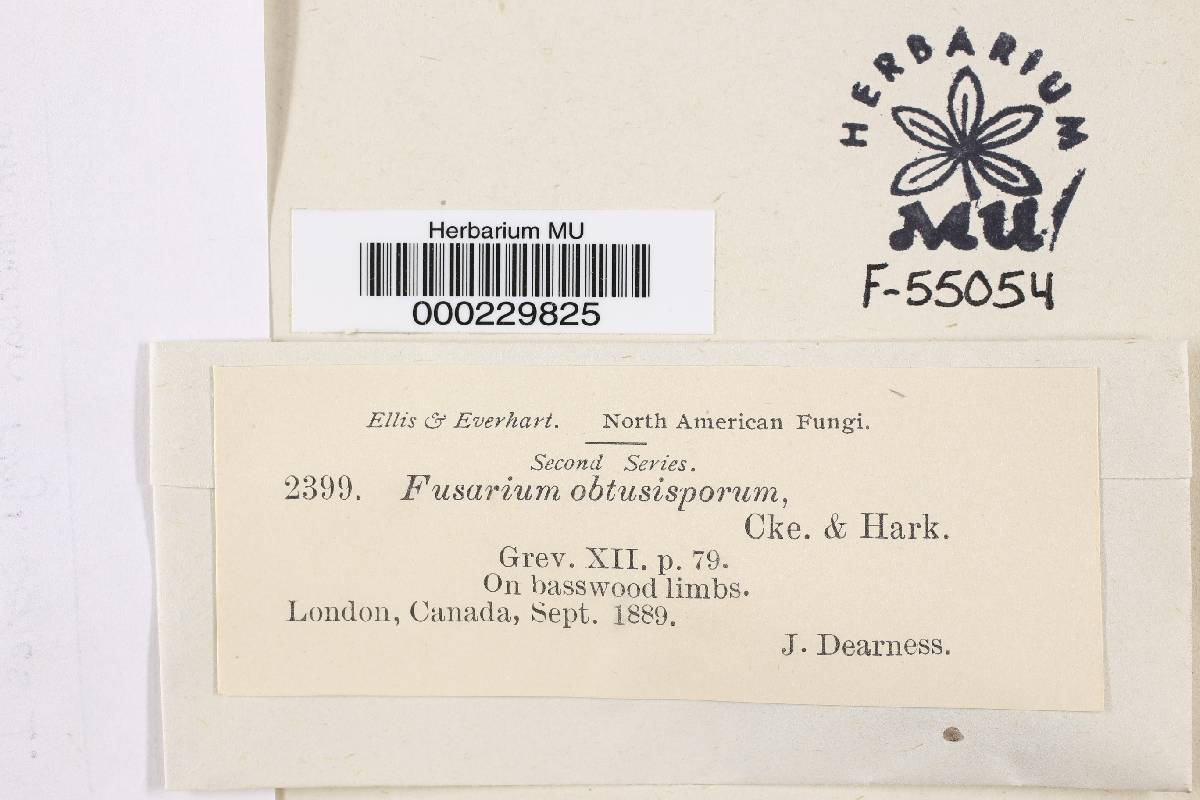 HERBARIUM
MU
F-55054
Herbarium MU
000229825
Ellis & Everhart. North American Fungi.
Second Series.
2399. Fusarium obtusisporum,
Cke. & Hark.
Grev. XII. p. 79.
On basswood limbs.
London, Canada, Sept. 1889.
J. Dearness.